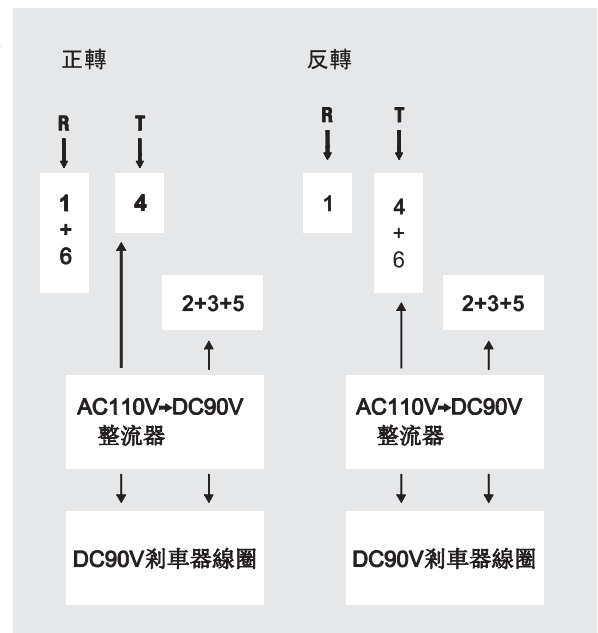 正轉
R T
1
+
6
4
2+3+5
AC110V→DC90V
整流器
DC90V剎車器線圈
反轉
R T
1
4
+
6
2+3+5
AC110V→DC90V
整流器
DC90V剎車器線圈